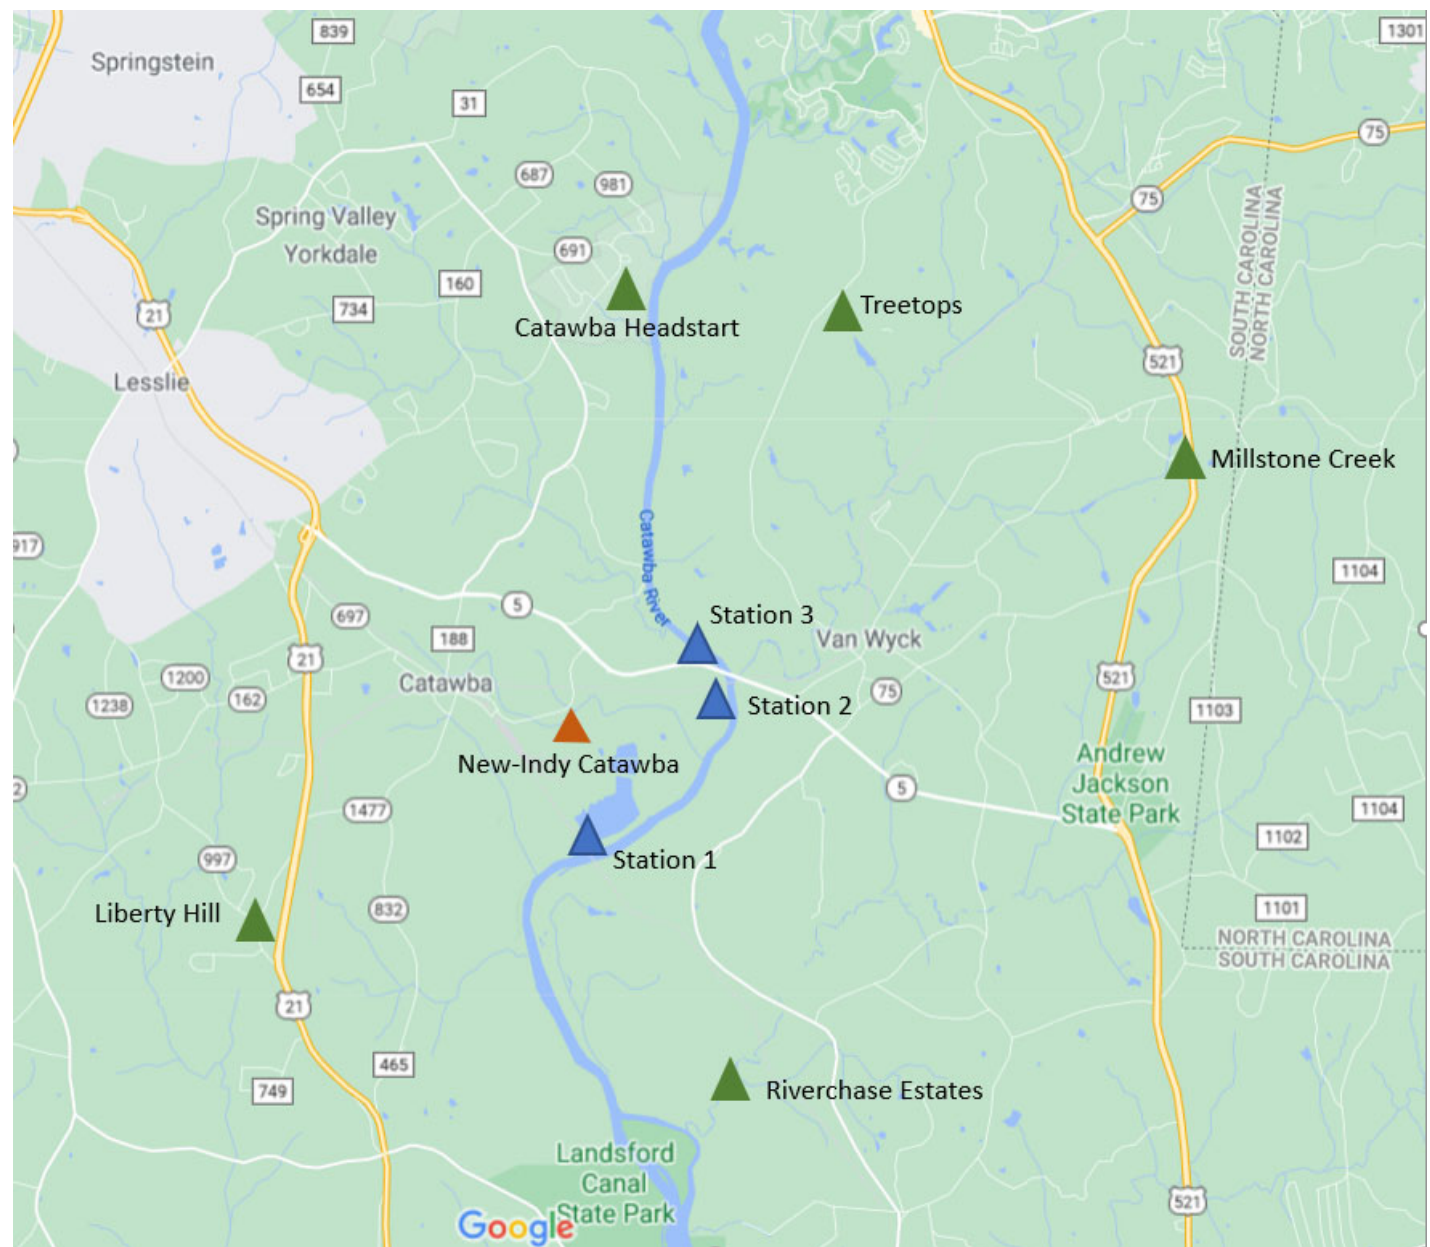 839
1301
Springstein
654
31
75
687
981
75
SOUTH CAROLINA
NORTH CAROLINA
Spring Valley
Yorkdale
691
160
734
21
Treetops
Catawba Headstart
521
Lesslie
Millstone Creek
Catawba River
917
1104
5
697
Station 3
188
Van Wyck
21
1200
162
Catawba
75
521
1238
Station 2
1103
New-Indy Catawba
Andrew
Jackson
State Park
2
5
1477
1104
1102
997
Station 1
832
Liberty Hill
1101
NORTH CAROLINA
SOUTH CAROLINA
21
465
749
Riverchase Estates
Landsford
Canal
State Park
521
Google